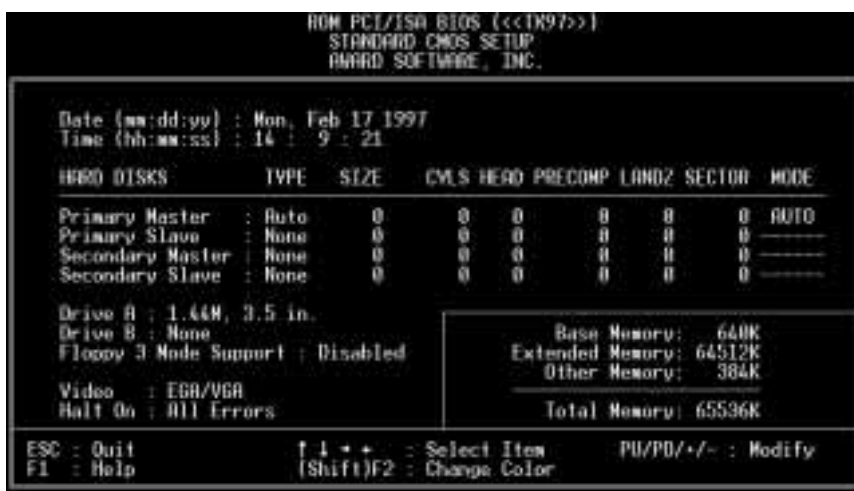 ROM PCI/ISA BIOS (<<TX97>>)
STANDARD CMOS SETUP
AWARD SOFTWARE, INC.
Date (mm:dd:yy) : Mon, Feb 17 1997
Time (hh:mm:ss) : 14 : 9 : 21
HARD DISKS TYPE SIZE CYLS HEAD PRECOMP LANDZ SECTOR MODE
Primary Master : Auto 0 0 0 0 0 0 AUTO
Primary Slave : None 0 0 0 0 0 0 ------
Secondary Master : None 0 0 0 0 0 0 ------
Secondary Slave : None 0 0 0 0 0 0 ------
Drive A : 1.44M, 3.5 in.
Drive B : None
Floppy 3 Mode Support : Disabled
Video : EGA/VGA
Halt On : All Errors
Base Memory: 640K
Extended Memory: 64512K
Other Memory: 384K
Total Memory: 65536K
ESC : Quit ↑ ↓ → ← : Select Item PU/PD/+/- : Modify
F1 : Help (Shift)F2 : Change Color